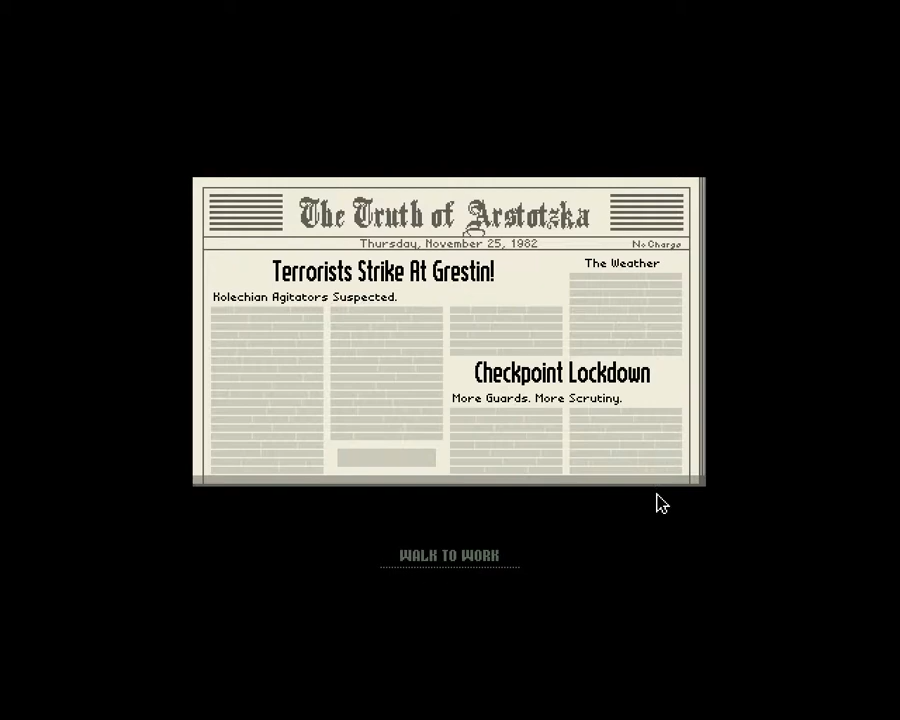 The Truth of Arstotzka
Thursday, November 25, 1982
No Charge
Terrorists Strike At Grestin!
Kolechian Agitators Suspected.
The Weather
Checkpoint Lockdown
More Guards. More Scrutiny.
WALK TO WORK